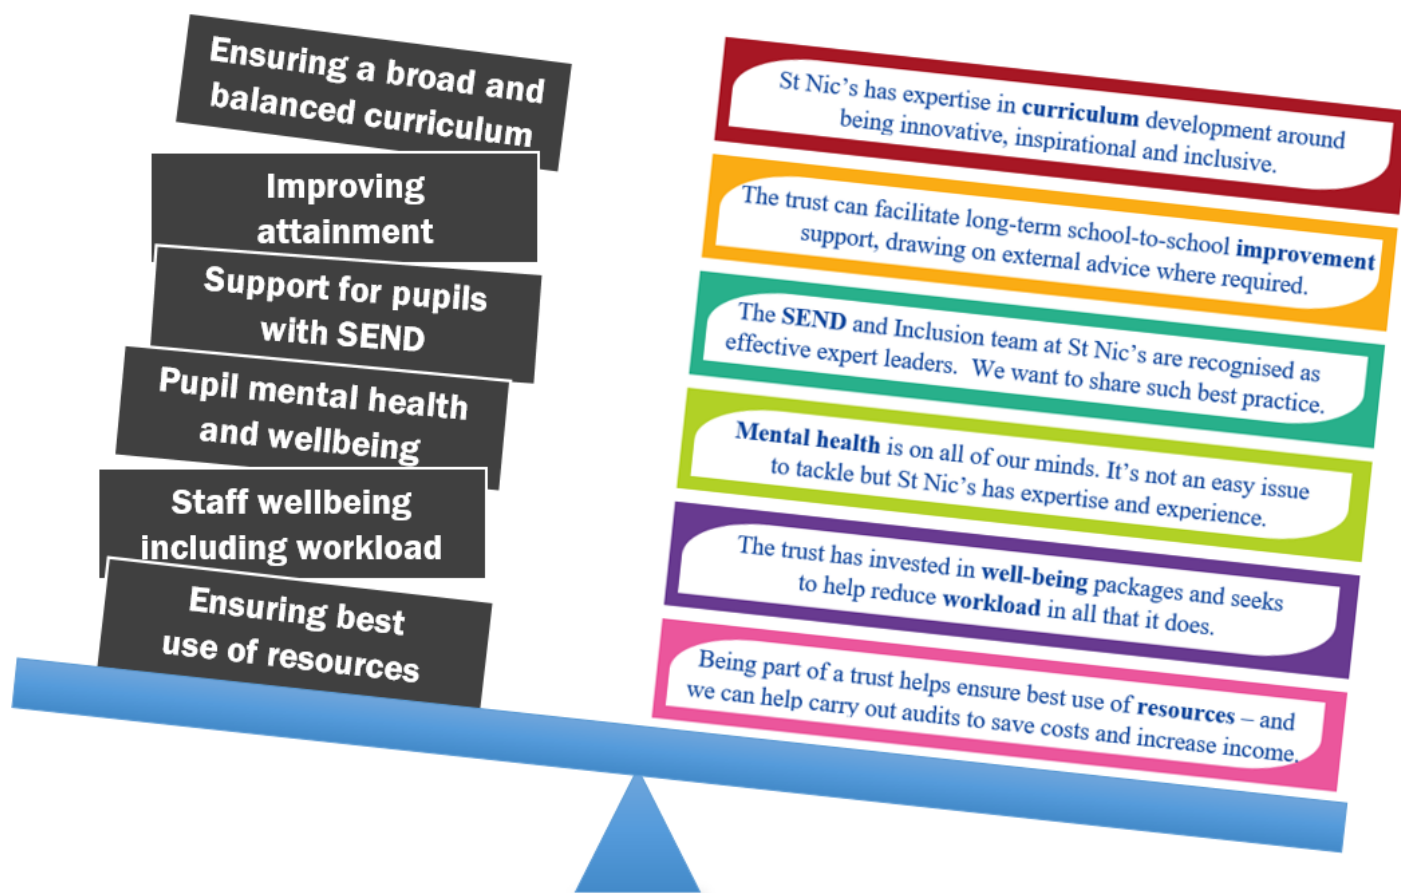 Ensuring a broad and
balanced curriculum
Improving
attainment
Support for pupils
with SEND
Pupil mental health
and wellbeing
Staff wellbeing
including workload
Ensuring best
use of resources
St Nic’s has expertise in curriculum development around
being innovative, inspirational and inclusive.
The trust can facilitate long-term school-to-school improvement
support, drawing on external advice where required.
The SEND and Inclusion team at St Nic’s are recognised as
effective expert leaders.  We want to share such best practice.
Mental health is on all of our minds. It’s not an easy issue
to tackle but St Nic’s has expertise and experience.
The trust has invested in well-being packages and seeks
to help reduce workload in all that it does.
Being part of a trust helps ensure best use of resources – and
we can help carry out audits to save costs and increase income.